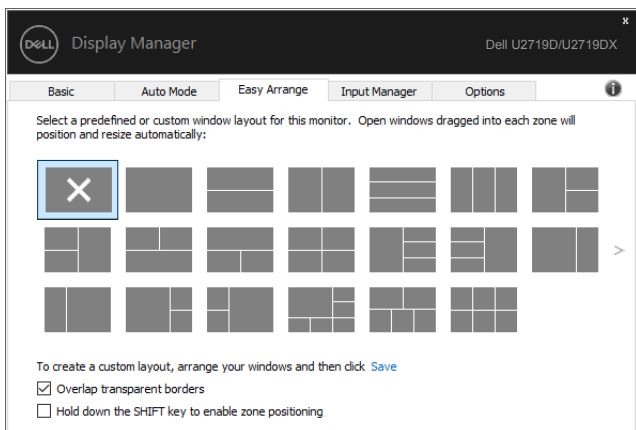 x
DELL Display Manager Dell U2719D/U2719DX
Basic Auto Mode Easy Arrange Input Manager Options
Select a predefined or custom window layout for this monitor. Open windows dragged into each zone will
position and resize automatically:
>
To create a custom layout, arrange your windows and then click Save
Overlap transparent borders
Hold down the SHIFT key to enable zone positioning